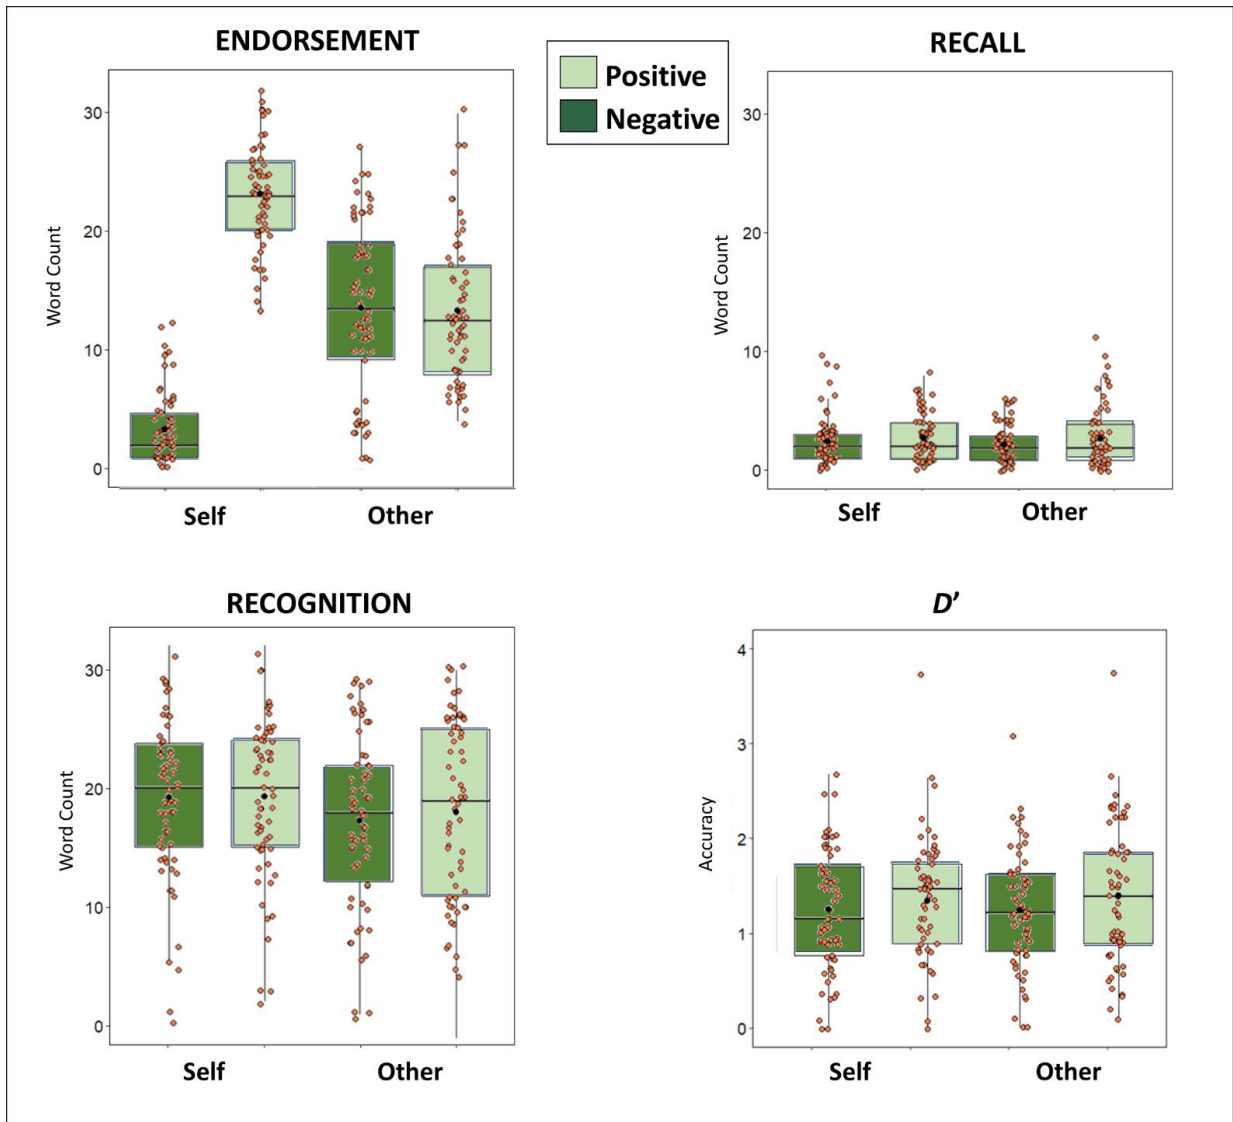 ENDORSEMENT
Positive
Negative
RECALL
Word Count
30
20
10
0
Self
Other
Word Count
30
20
10
0
Self
Other
RECOGNITION
Word Count
30
20
10
0
Self
Other
D’
Accuracy
4
3
2
1
0
Self
Other